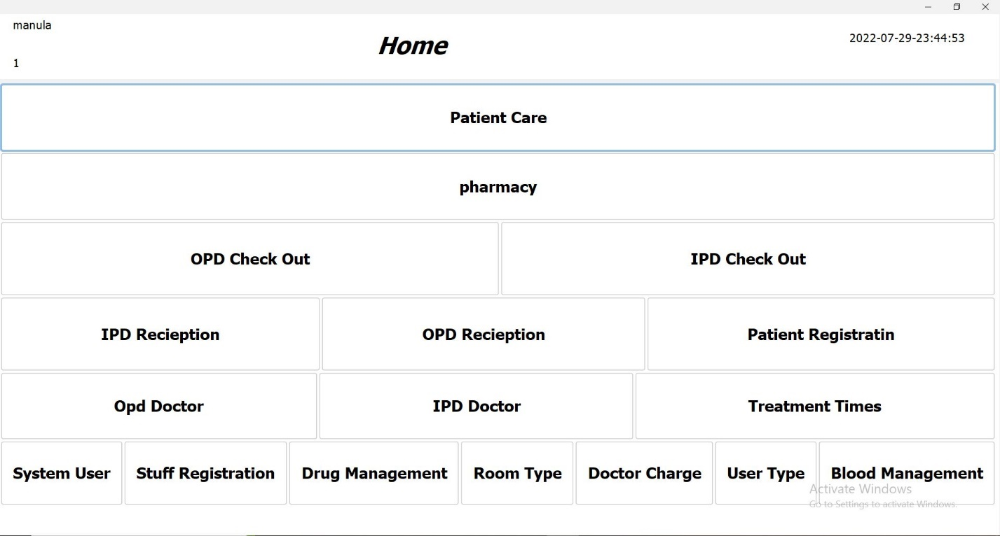 manula
Home
2022-07-29-23:44:53
1
Patient Care
pharmacy
OPD Check Out
IPD Check Out
IPD Recieption
OPD Recieption
Patient Registratin
Opd Doctor
IPD Doctor
Treatment Times
System User
Stuff Registration
Drug Management
Room Type
Doctor Charge
User Type
Blood Management
Activate Windows
Go to Settings to activate Windows.